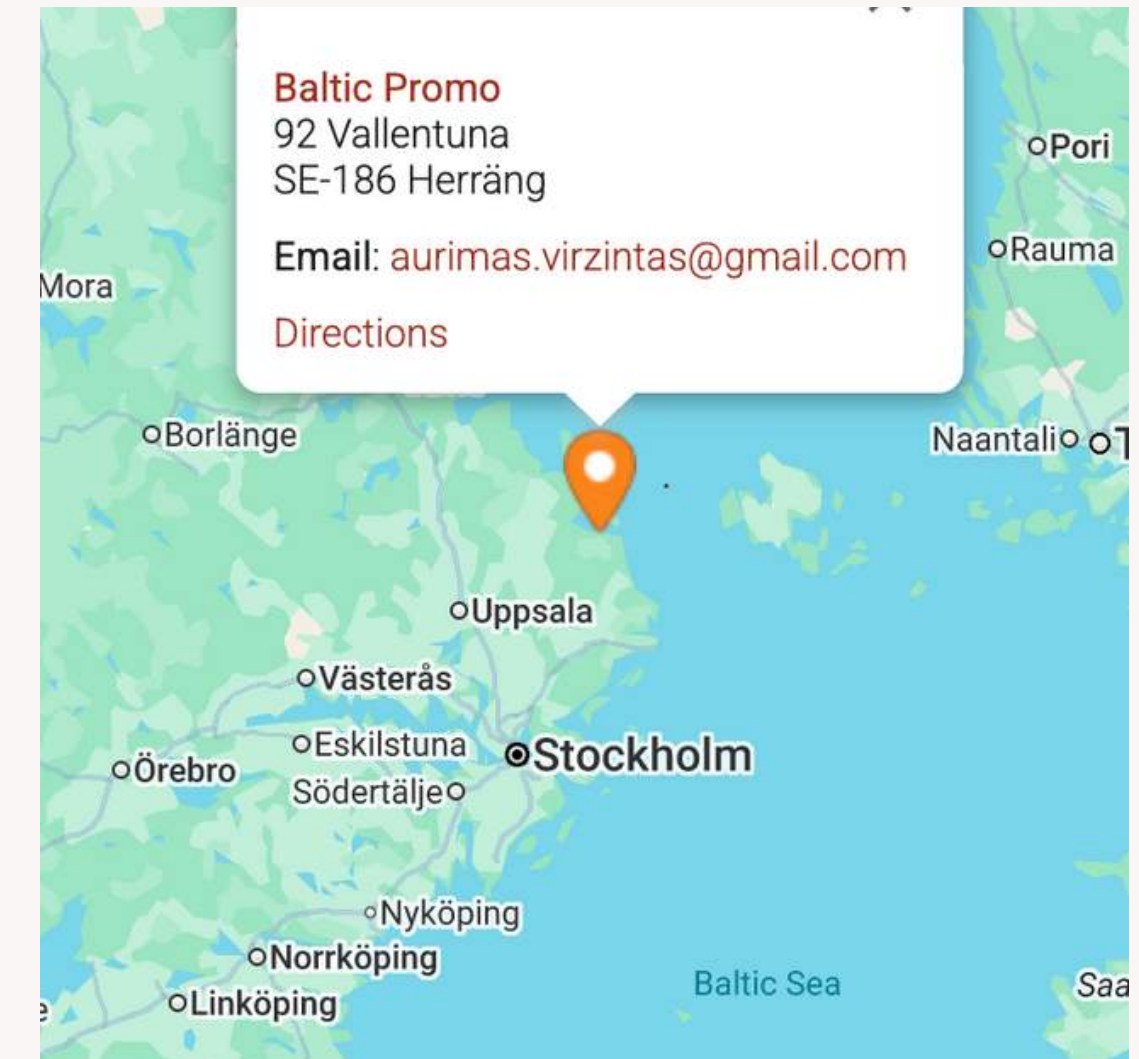 Baltic Promo
92 Vallentuna
SE-186 Herräng
Email: aurimas.virzintas@gmail.com
Directions
Pori
Rauma
Mora
Borlänge
Naantali
Uppsala
Västerås
Eskilstuna
Stockholm
Örebro
Södertälje
Nyköping
Norrköping
Baltic Sea
Linköping